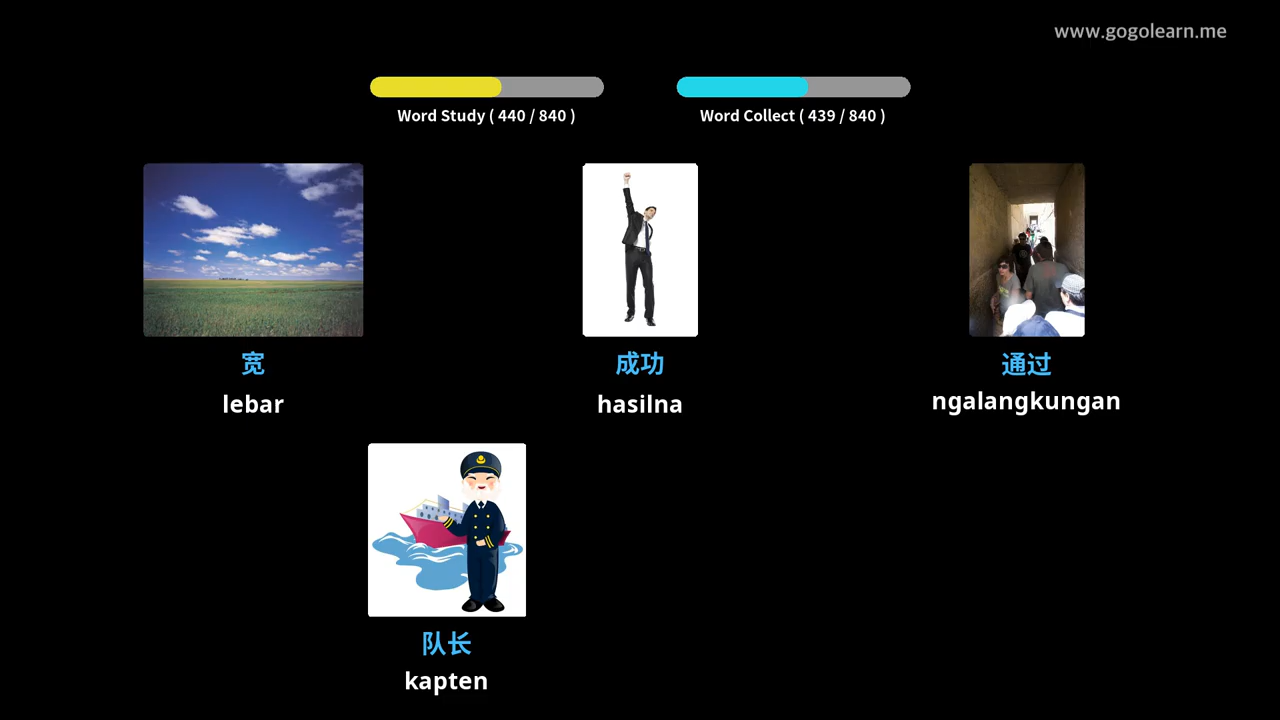 www.gogolearn.me
Word Study ( 440 / 840 )
Word Collect ( 439 / 840 )
宽
lebar
成功
hasilna
通过
ngalangkungan
队长
kapten